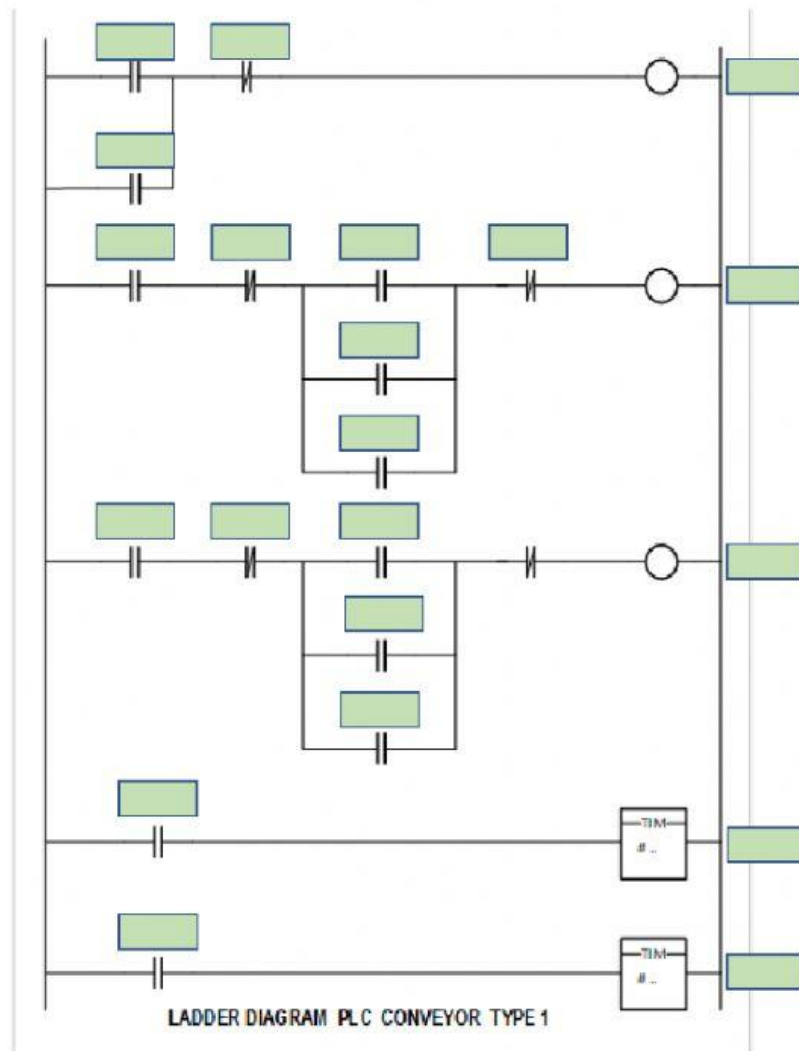 TIM
# ...
TIM
# ...
LADDER DIAGRAM PLC CONVEYOR TYPE 1